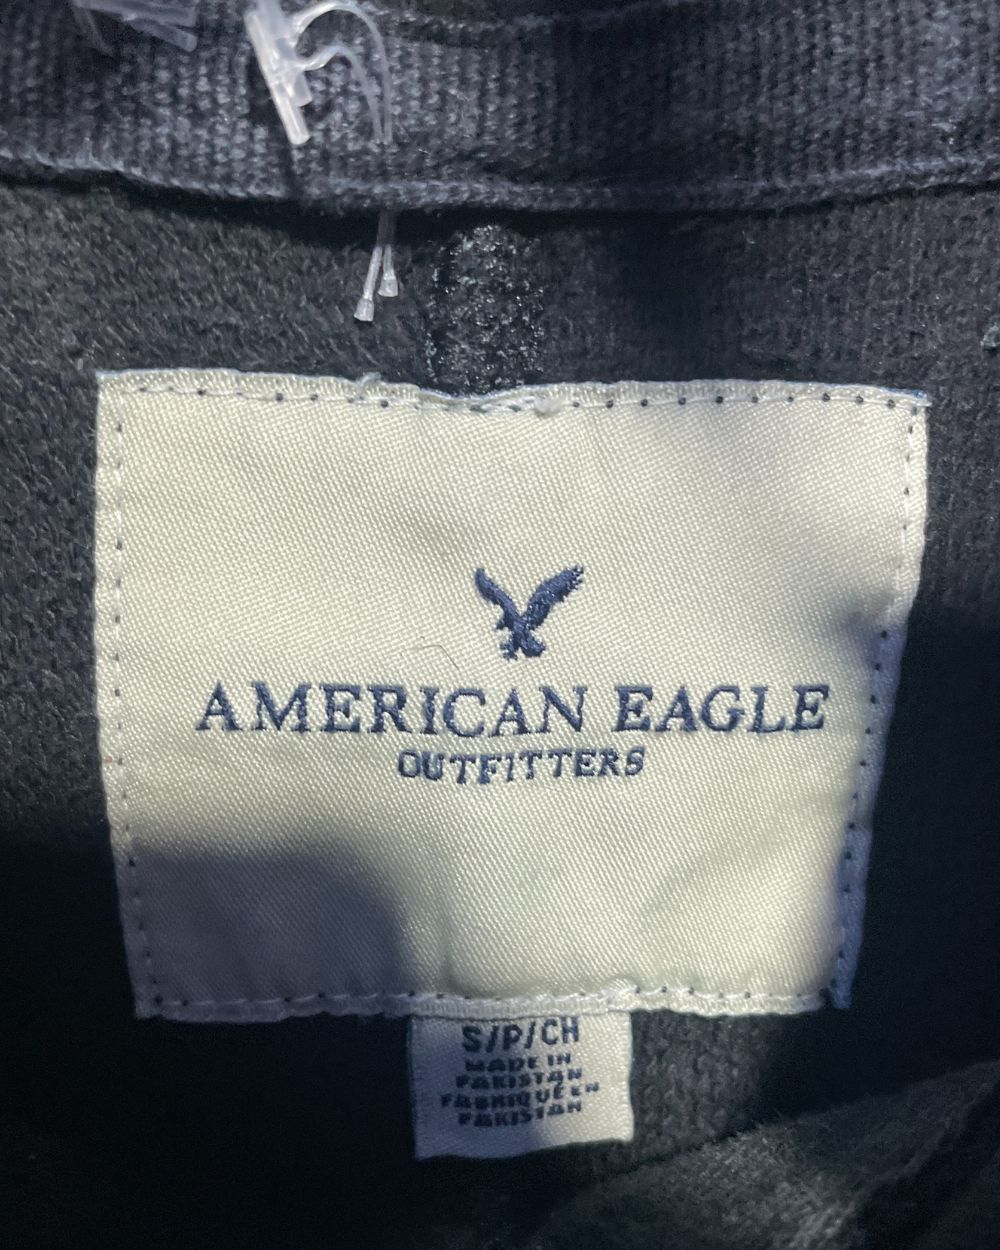 AMERICAN EAGLE
OUTFITTERS
S/P/CH
MADE IN
PAKISTAN
FABRIQUÉ EN
PAKISTAN